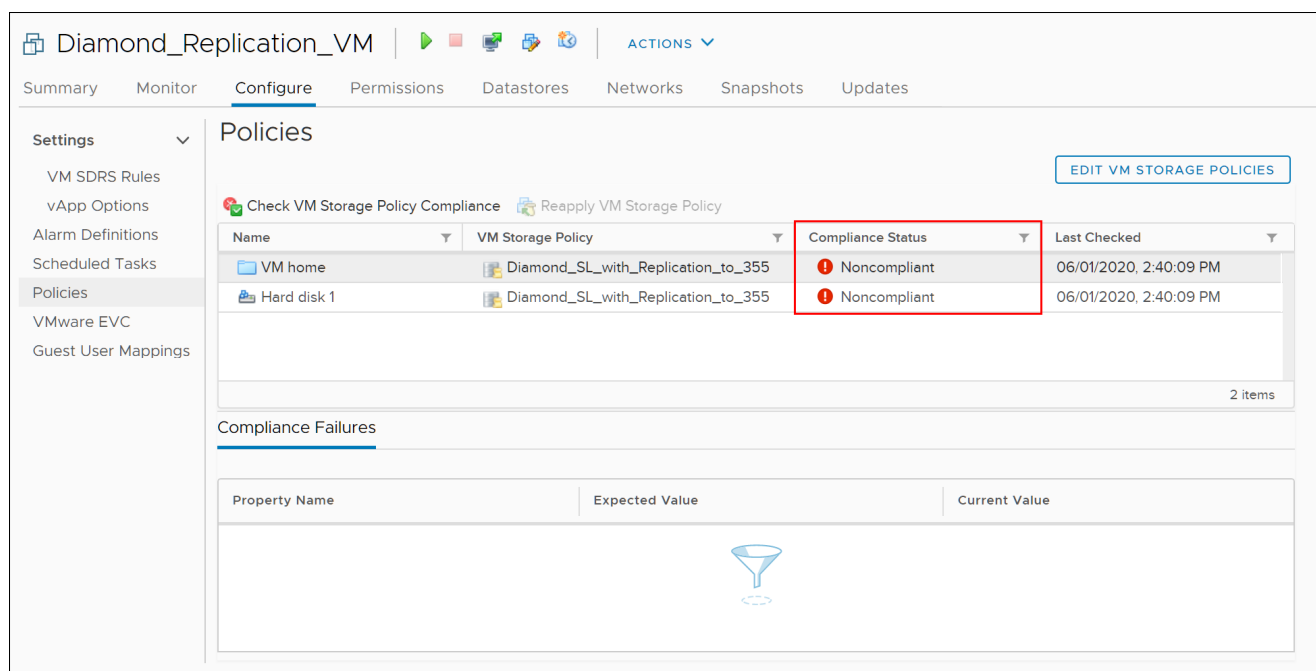 Diamond_Replication_VM
ACTIONS
Summary Monitor Configure Permissions Datastores Networks Snapshots Updates
Settings
VM SDRS Rules
vApp Options
Alarm Definitions
Scheduled Tasks
Policies
VMware EVC
Guest User Mappings
Policies
EDIT VM STORAGE POLICIES
Check VM Storage Policy Compliance Reapply VM Storage Policy
Name VM Storage Policy Compliance Status Last Checked
VM home Diamond_SL_with_Replication_to_355 Noncompliant 06/01/2020, 2:40:09 PM
Hard disk 1 Diamond_SL_with_Replication_to_355 Noncompliant 06/01/2020, 2:40:09 PM
2 items
Compliance Failures
Property Name Expected Value Current Value